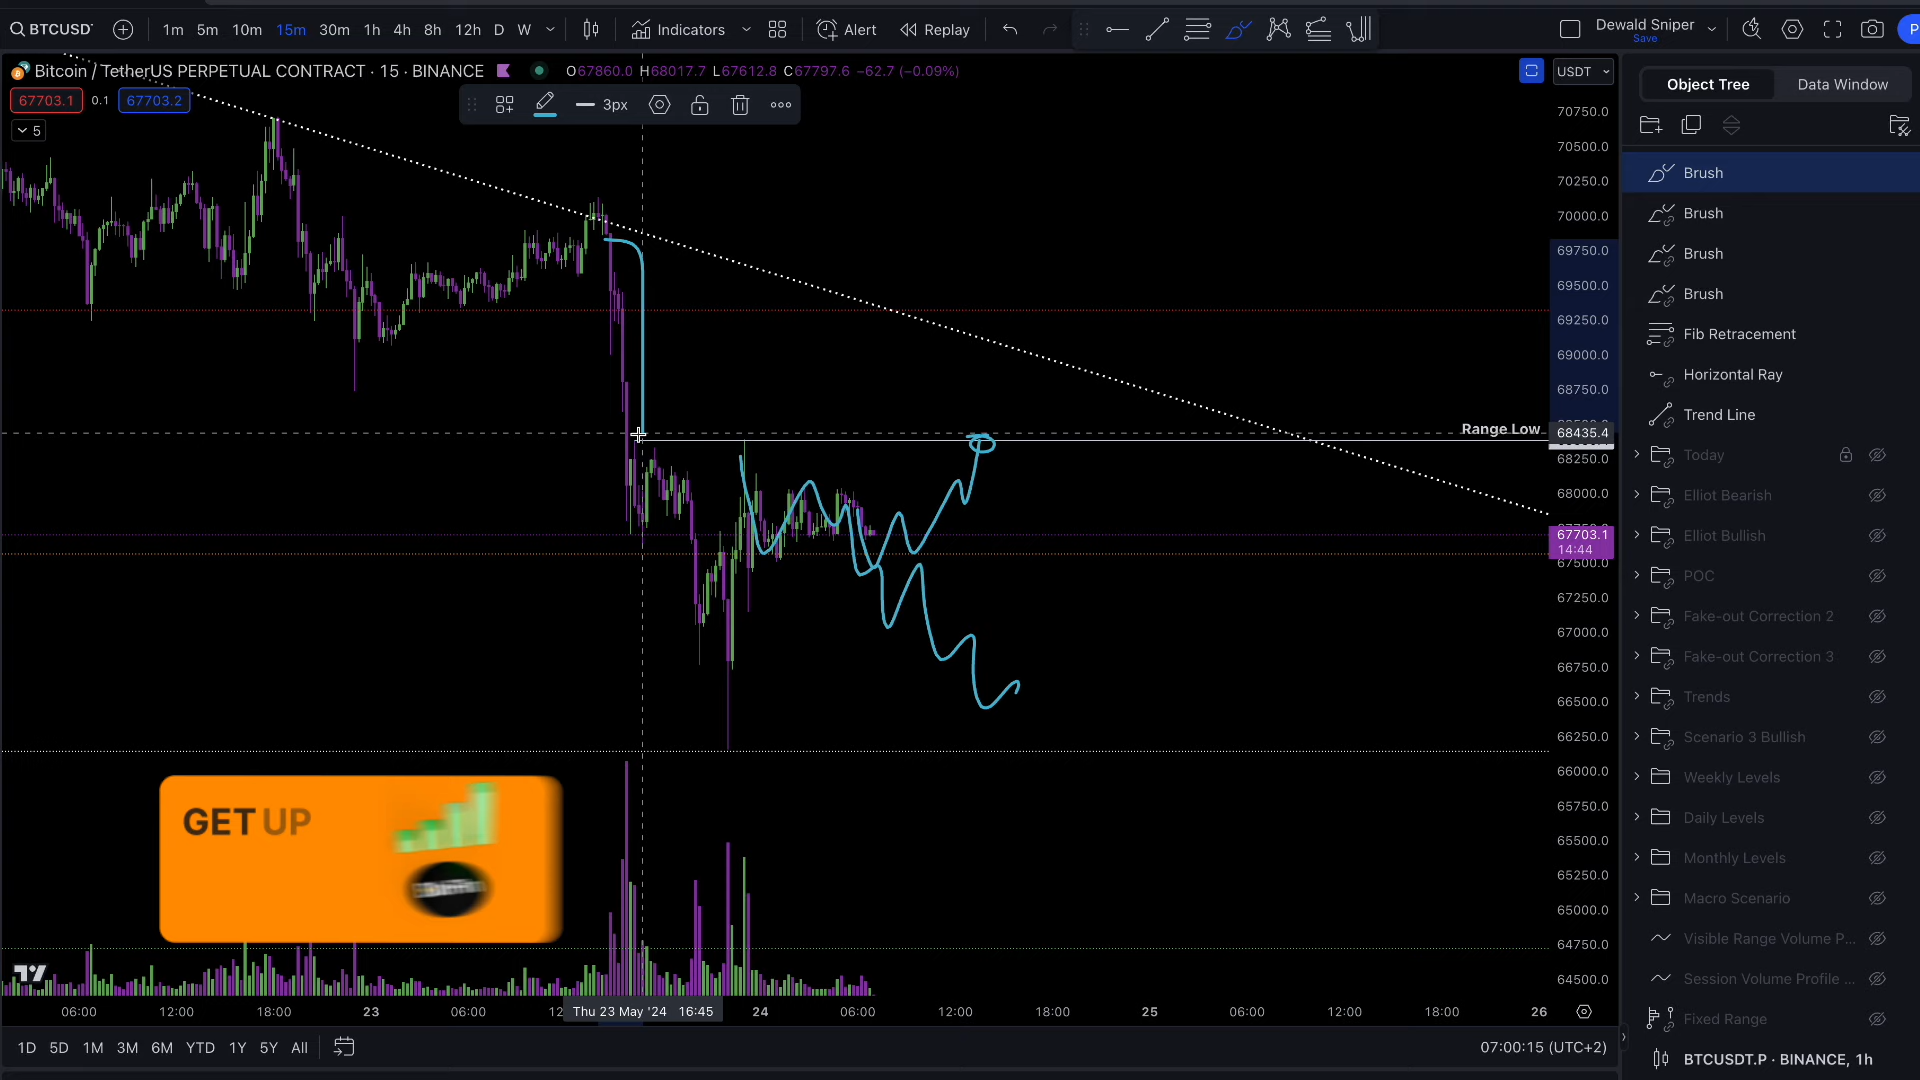 BTCUSD
1m 5m 10m 15m 30m 1h 4h 8h 12h D W
Indicators
Alert
Replay
Dewald Sniper
Save
P
Bitcoin / TetherUS PERPETUAL CONTRACT · 15 · BINANCE
O67860.0 H68017.7 L67612.8 C67797.6 −62.7 (−0.09%)
USDT
67703.1 0.1 67703.2
5
3px
Object Tree
Data Window
70750.0
70500.0
70250.0
70000.0
69750.0
69500.0
69250.0
69000.0
68750.0
Range Low
68435.4
68250.0
68000.0
67703.1
14:44
67500.0
67250.0
67000.0
66750.0
66500.0
66250.0
66000.0
65750.0
65500.0
65250.0
65000.0
64750.0
64500.0
Brush
Brush
Brush
Brush
Fib Retracement
Horizontal Ray
Trend Line
Today
Elliot Bearish
Elliot Bullish
POC
Fake-out Correction 2
Fake-out Correction 3
Trends
Scenario 3 Bullish
Weekly Levels
Daily Levels
Monthly Levels
Macro Scenario
Visible Range Volume P...
Session Volume Profile ...
Fixed Range
BTCUSDT.P · BINANCE, 1h
GET UP
06:00 12:00 18:00 23 06:00 12 Thu 23 May '24 16:45 24 06:00 12:00 18:00 25 06:00 12:00 18:00 26
1D 5D 1M 3M 6M YTD 1Y 5Y All
07:00:15 (UTC+2)